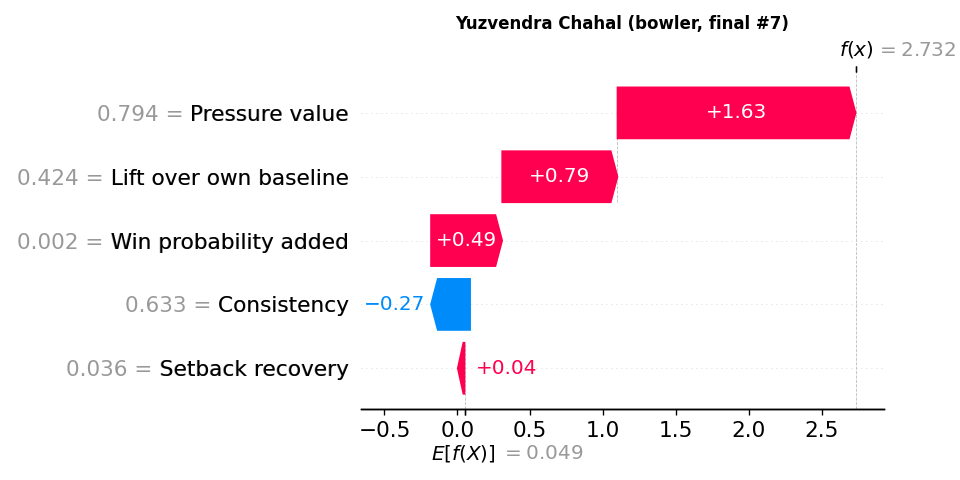 Yuzvendra Chahal (bowler, final #7)
f(x) = 2.732
0.794 = Pressure value
+1.63
0.424 = Lift over own baseline
+0.79
0.002 = Win probability added
+0.49
0.633 = Consistency
−0.27
0.036 = Setback recovery
+0.04
−0.5 0.0 0.5 1.0 1.5 2.0 2.5
E[f(X)] = 0.049